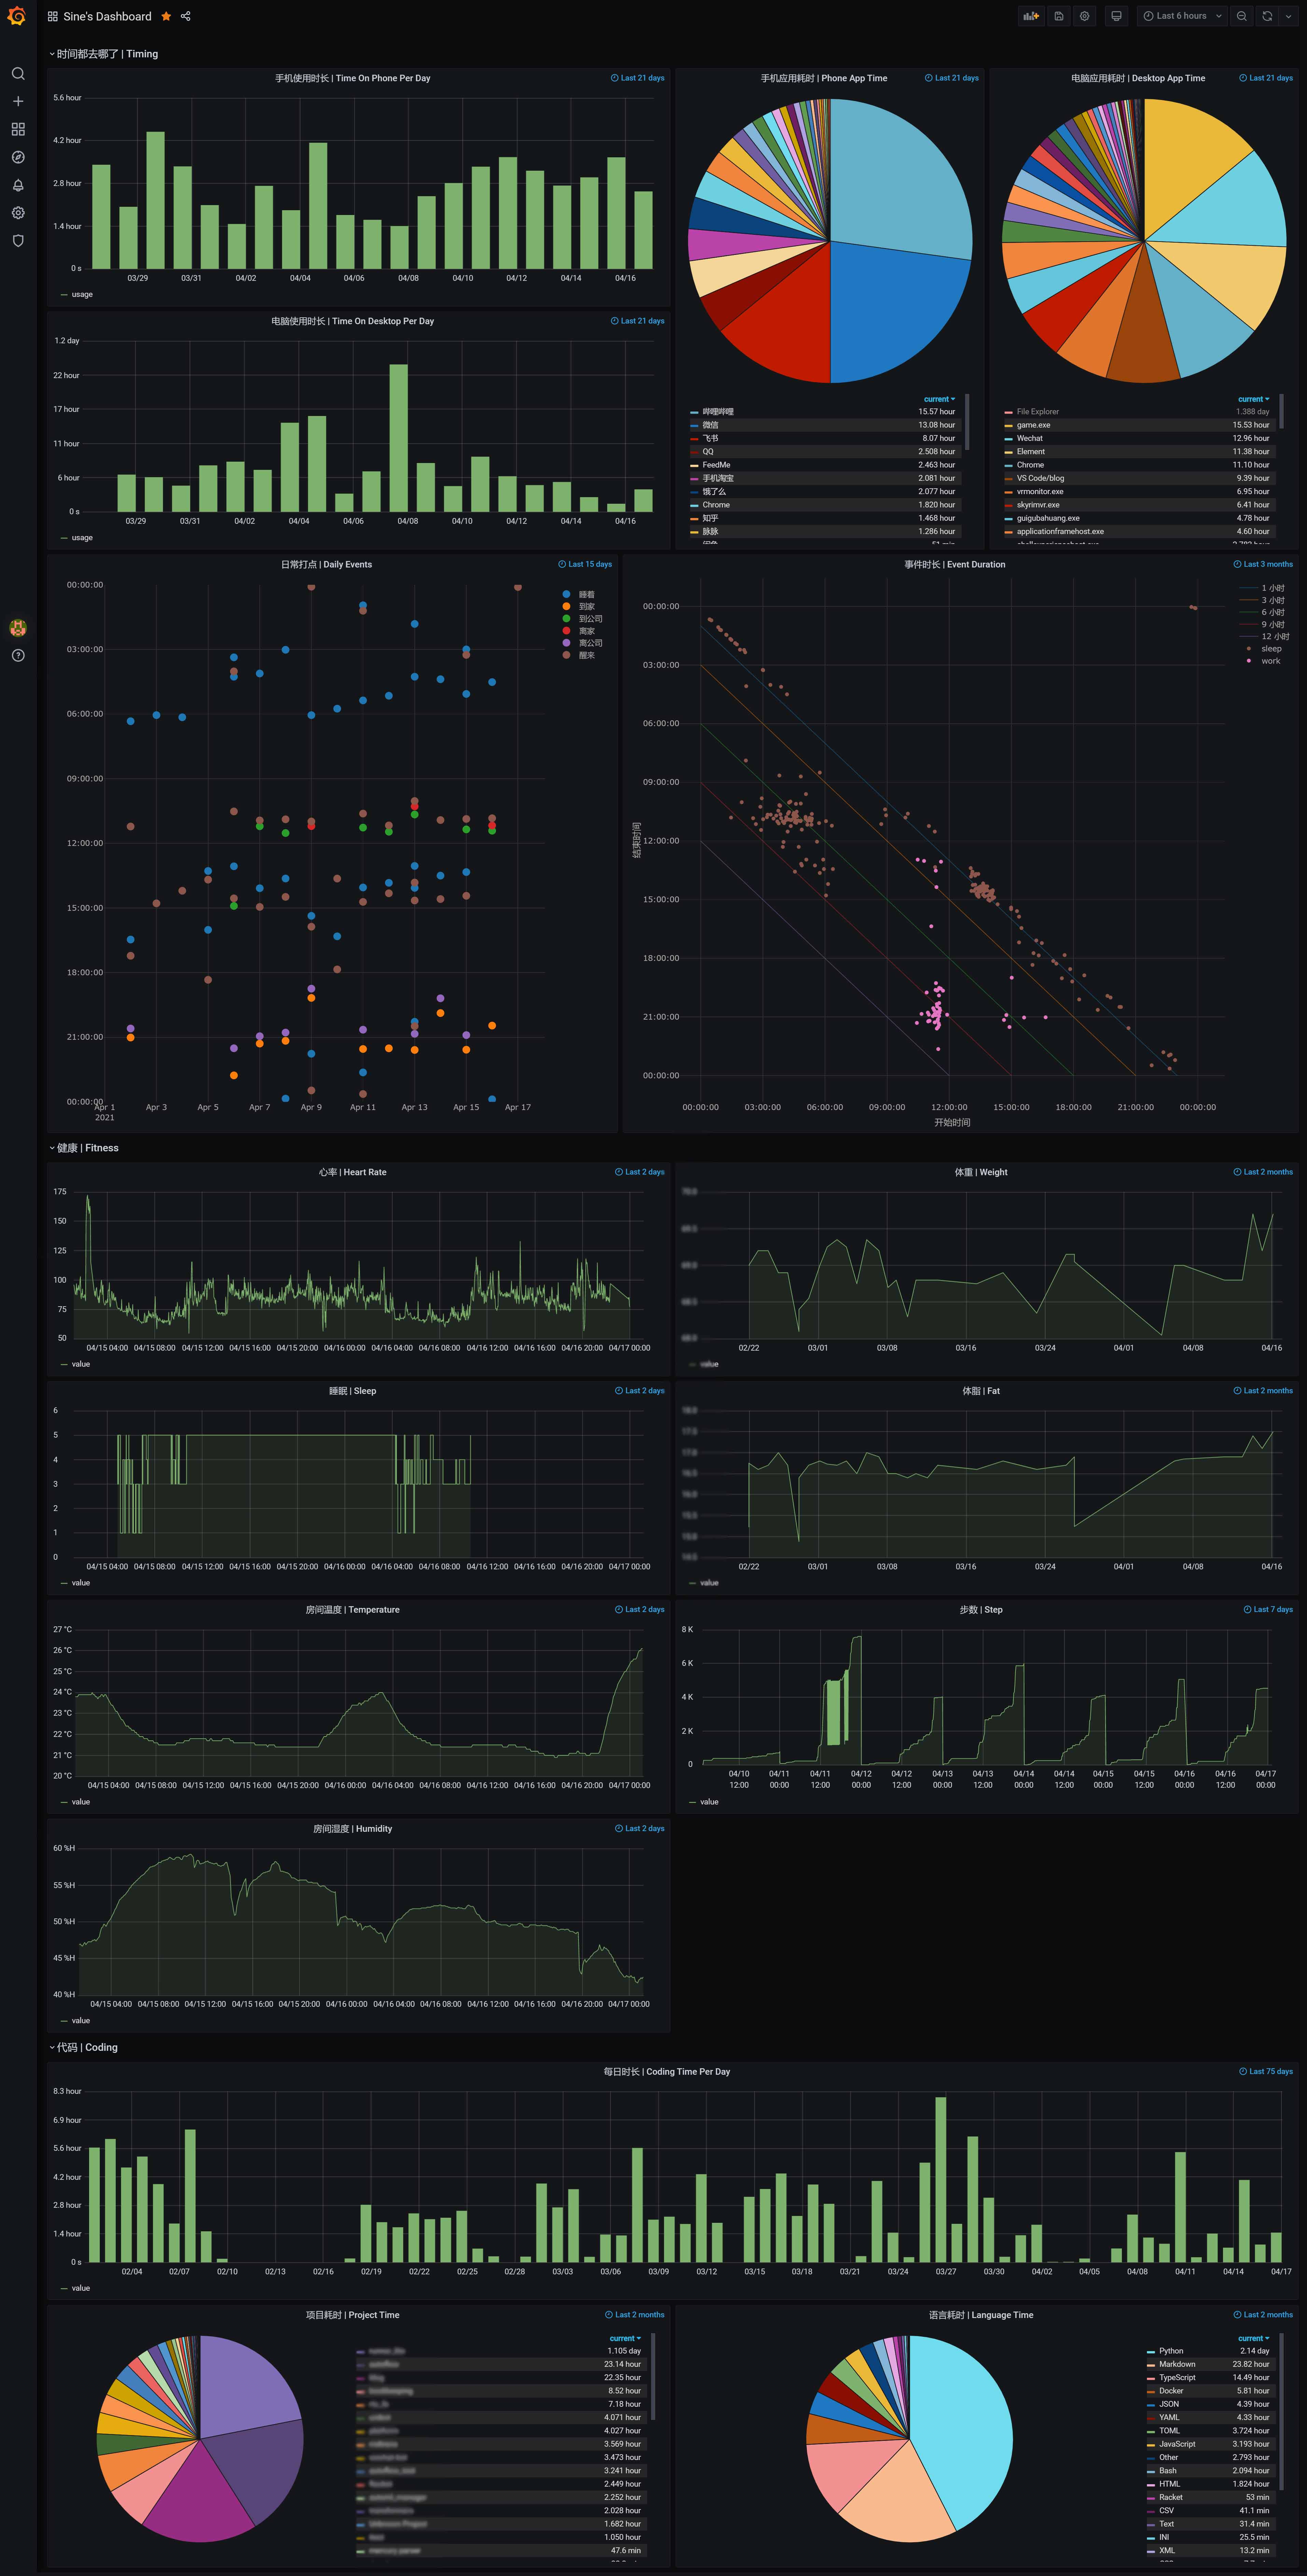 Sine's Dashboard
Last 6 hours
时间都去哪了 | Timing
手机使用时长 | Time On Phone Per Day
Last 21 days
5.6 hour
4.2 hour
2.8 hour
1.4 hour
0 s
03/29 03/31 04/02 04/04 04/06 04/08 04/10 04/12 04/14 04/16
usage
电脑使用时长 | Time On Desktop Per Day
Last 21 days
1.2 day
22 hour
17 hour
11 hour
6 hour
0 s
03/29 03/31 04/02 04/04 04/06 04/08 04/10 04/12 04/14 04/16
usage
手机应用耗时 | Phone App Time
Last 21 days
current
哔哩哔哩 15.57 hour
微信 13.08 hour
飞书 8.07 hour
QQ 2.508 hour
FeedMe 2.463 hour
手机淘宝 2.081 hour
饿了么 2.077 hour
Chrome 1.820 hour
知乎 1.468 hour
脉脉 1.286 hour
电脑应用耗时 | Desktop App Time
Last 21 days
current
File Explorer 1.388 day
game.exe 15.53 hour
Wechat 12.96 hour
Element 11.38 hour
Chrome 11.10 hour
VS Code/blog 9.39 hour
vrmonitor.exe 6.95 hour
skyrimvr.exe 6.41 hour
guigubahuang.exe 4.78 hour
applicationframehost.exe 4.60 hour
日常打点 | Daily Events
Last 15 days
00:00:00
03:00:00
06:00:00
09:00:00
12:00:00
15:00:00
18:00:00
21:00:00
00:00:00
Apr 1 Apr 3 Apr 5 Apr 7 Apr 9 Apr 11 Apr 13 Apr 15 Apr 17
2021
睡着
到家
到公司
离家
离公司
醒来
事件时长 | Event Duration
Last 3 months
结束时间
00:00:00
03:00:00
06:00:00
09:00:00
12:00:00
15:00:00
18:00:00
21:00:00
00:00:00
00:00:00 03:00:00 06:00:00 09:00:00 12:00:00 15:00:00 18:00:00 21:00:00 00:00:00
开始时间
1 小时
3 小时
6 小时
9 小时
12 小时
sleep
work
健康 | Fitness
心率 | Heart Rate
Last 2 days
175
150
125
100
75
50
04/15 04:00 04/15 08:00 04/15 12:00 04/15 16:00 04/15 20:00 04/16 00:00 04/16 04:00 04/16 08:00 04/16 12:00 04/16 16:00 04/16 20:00 04/17 00:00
value
体重 | Weight
Last 2 months
02/22 03/01 03/08 03/16 03/24 04/01 04/08 04/16
value
睡眠 | Sleep
Last 2 days
6
5
4
3
2
1
0
04/15 04:00 04/15 08:00 04/15 12:00 04/15 16:00 04/15 20:00 04/16 00:00 04/16 04:00 04/16 08:00 04/16 12:00 04/16 16:00 04/16 20:00 04/17 00:00
value
体脂 | Fat
Last 2 months
02/22 03/01 03/08 03/16 03/24 04/01 04/08 04/16
value
房间温度 | Temperature
Last 2 days
27 °C
26 °C
25 °C
24 °C
23 °C
22 °C
21 °C
20 °C
04/15 04:00 04/15 08:00 04/15 12:00 04/15 16:00 04/15 20:00 04/16 00:00 04/16 04:00 04/16 08:00 04/16 12:00 04/16 16:00 04/16 20:00 04/17 00:00
value
步数 | Step
Last 7 days
8 K
6 K
4 K
2 K
0
04/10 04/11 04/11 04/12 04/12 04/13 04/13 04/14 04/14 04/15 04/15 04/16 04/16 04/17
12:00 00:00 12:00 00:00 12:00 00:00 12:00 00:00 12:00 00:00 12:00 00:00 12:00 00:00
value
房间湿度 | Humidity
Last 2 days
60 %H
55 %H
50 %H
45 %H
40 %H
04/15 04:00 04/15 08:00 04/15 12:00 04/15 16:00 04/15 20:00 04/16 00:00 04/16 04:00 04/16 08:00 04/16 12:00 04/16 16:00 04/16 20:00 04/17 00:00
value
代码 | Coding
每日时长 | Coding Time Per Day
Last 75 days
8.3 hour
6.9 hour
5.6 hour
4.2 hour
2.8 hour
1.4 hour
0 s
02/04 02/07 02/10 02/13 02/16 02/19 02/22 02/25 02/28 03/03 03/06 03/09 03/12 03/15 03/18 03/21 03/24 03/27 03/30 04/02 04/05 04/08 04/11 04/14 04/17
value
项目耗时 | Project Time
Last 2 months
current
1.105 day
23.14 hour
22.35 hour
8.52 hour
7.18 hour
4.071 hour
4.027 hour
3.569 hour
3.473 hour
3.241 hour
2.449 hour
2.252 hour
2.028 hour
1.682 hour
1.050 hour
47.6 min
语言耗时 | Language Time
Last 2 months
current
Python 2.14 day
Markdown 23.82 hour
TypeScript 14.49 hour
Docker 5.81 hour
JSON 4.39 hour
YAML 4.33 hour
TOML 3.724 hour
JavaScript 3.193 hour
Other 2.793 hour
Bash 2.094 hour
HTML 1.824 hour
Racket 53 min
CSV 41.1 min
Text 31.4 min
INI 25.5 min
XML 13.2 min